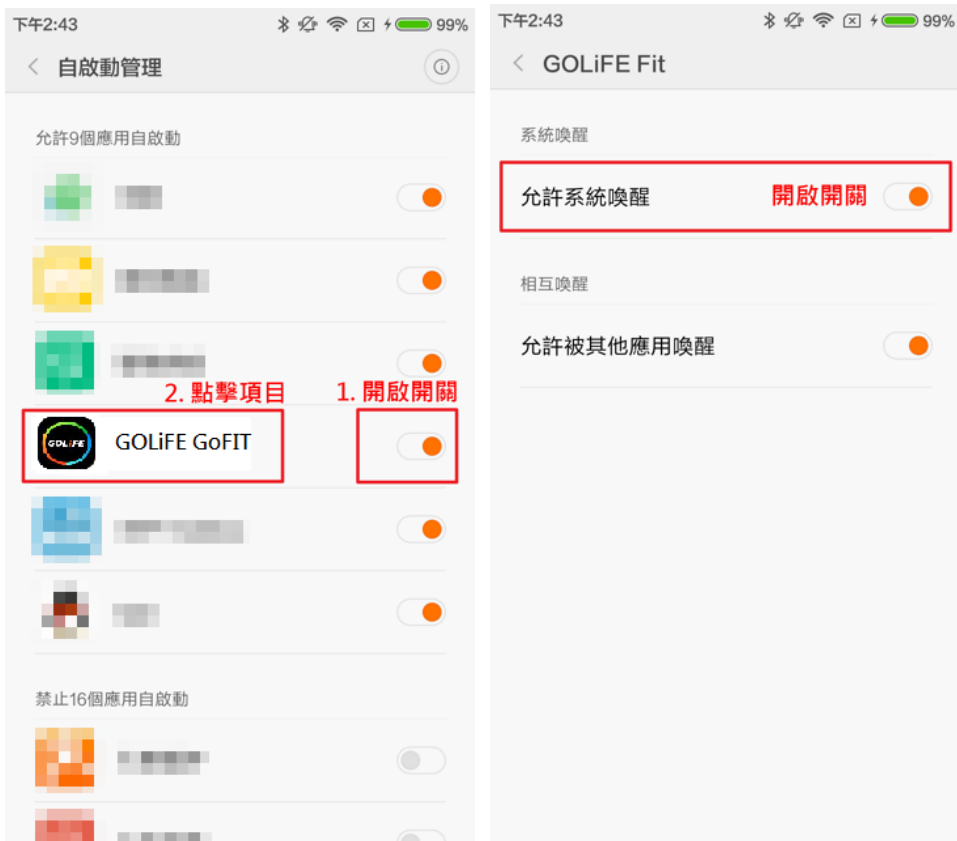 下午2:43
99%
自啟動管理
允許9個應用自啟動
2. 點擊項目
1. 開啟開關
GOLiFE
GOLiFE GoFIT
禁止16個應用自啟動
下午2:43
99%
GOLiFE Fit
系統喚醒
允許系統喚醒
開啟開關
相互喚醒
允許被其他應用喚醒